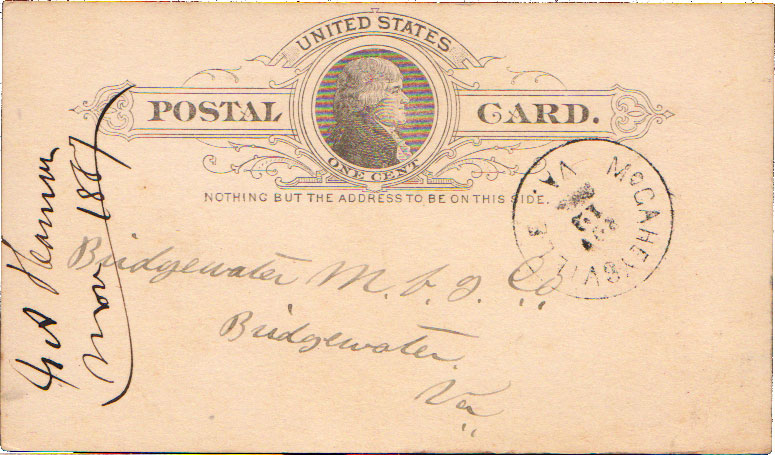 UNITED STATES
POSTAL CARD.
ONE CENT
NOTHING BUT THE ADDRESS TO BE ON THIS SIDE.
McGAHEYSVILLE VA.
Bridgewater M. & Co
Bridgewater.
Va
Nov 1887